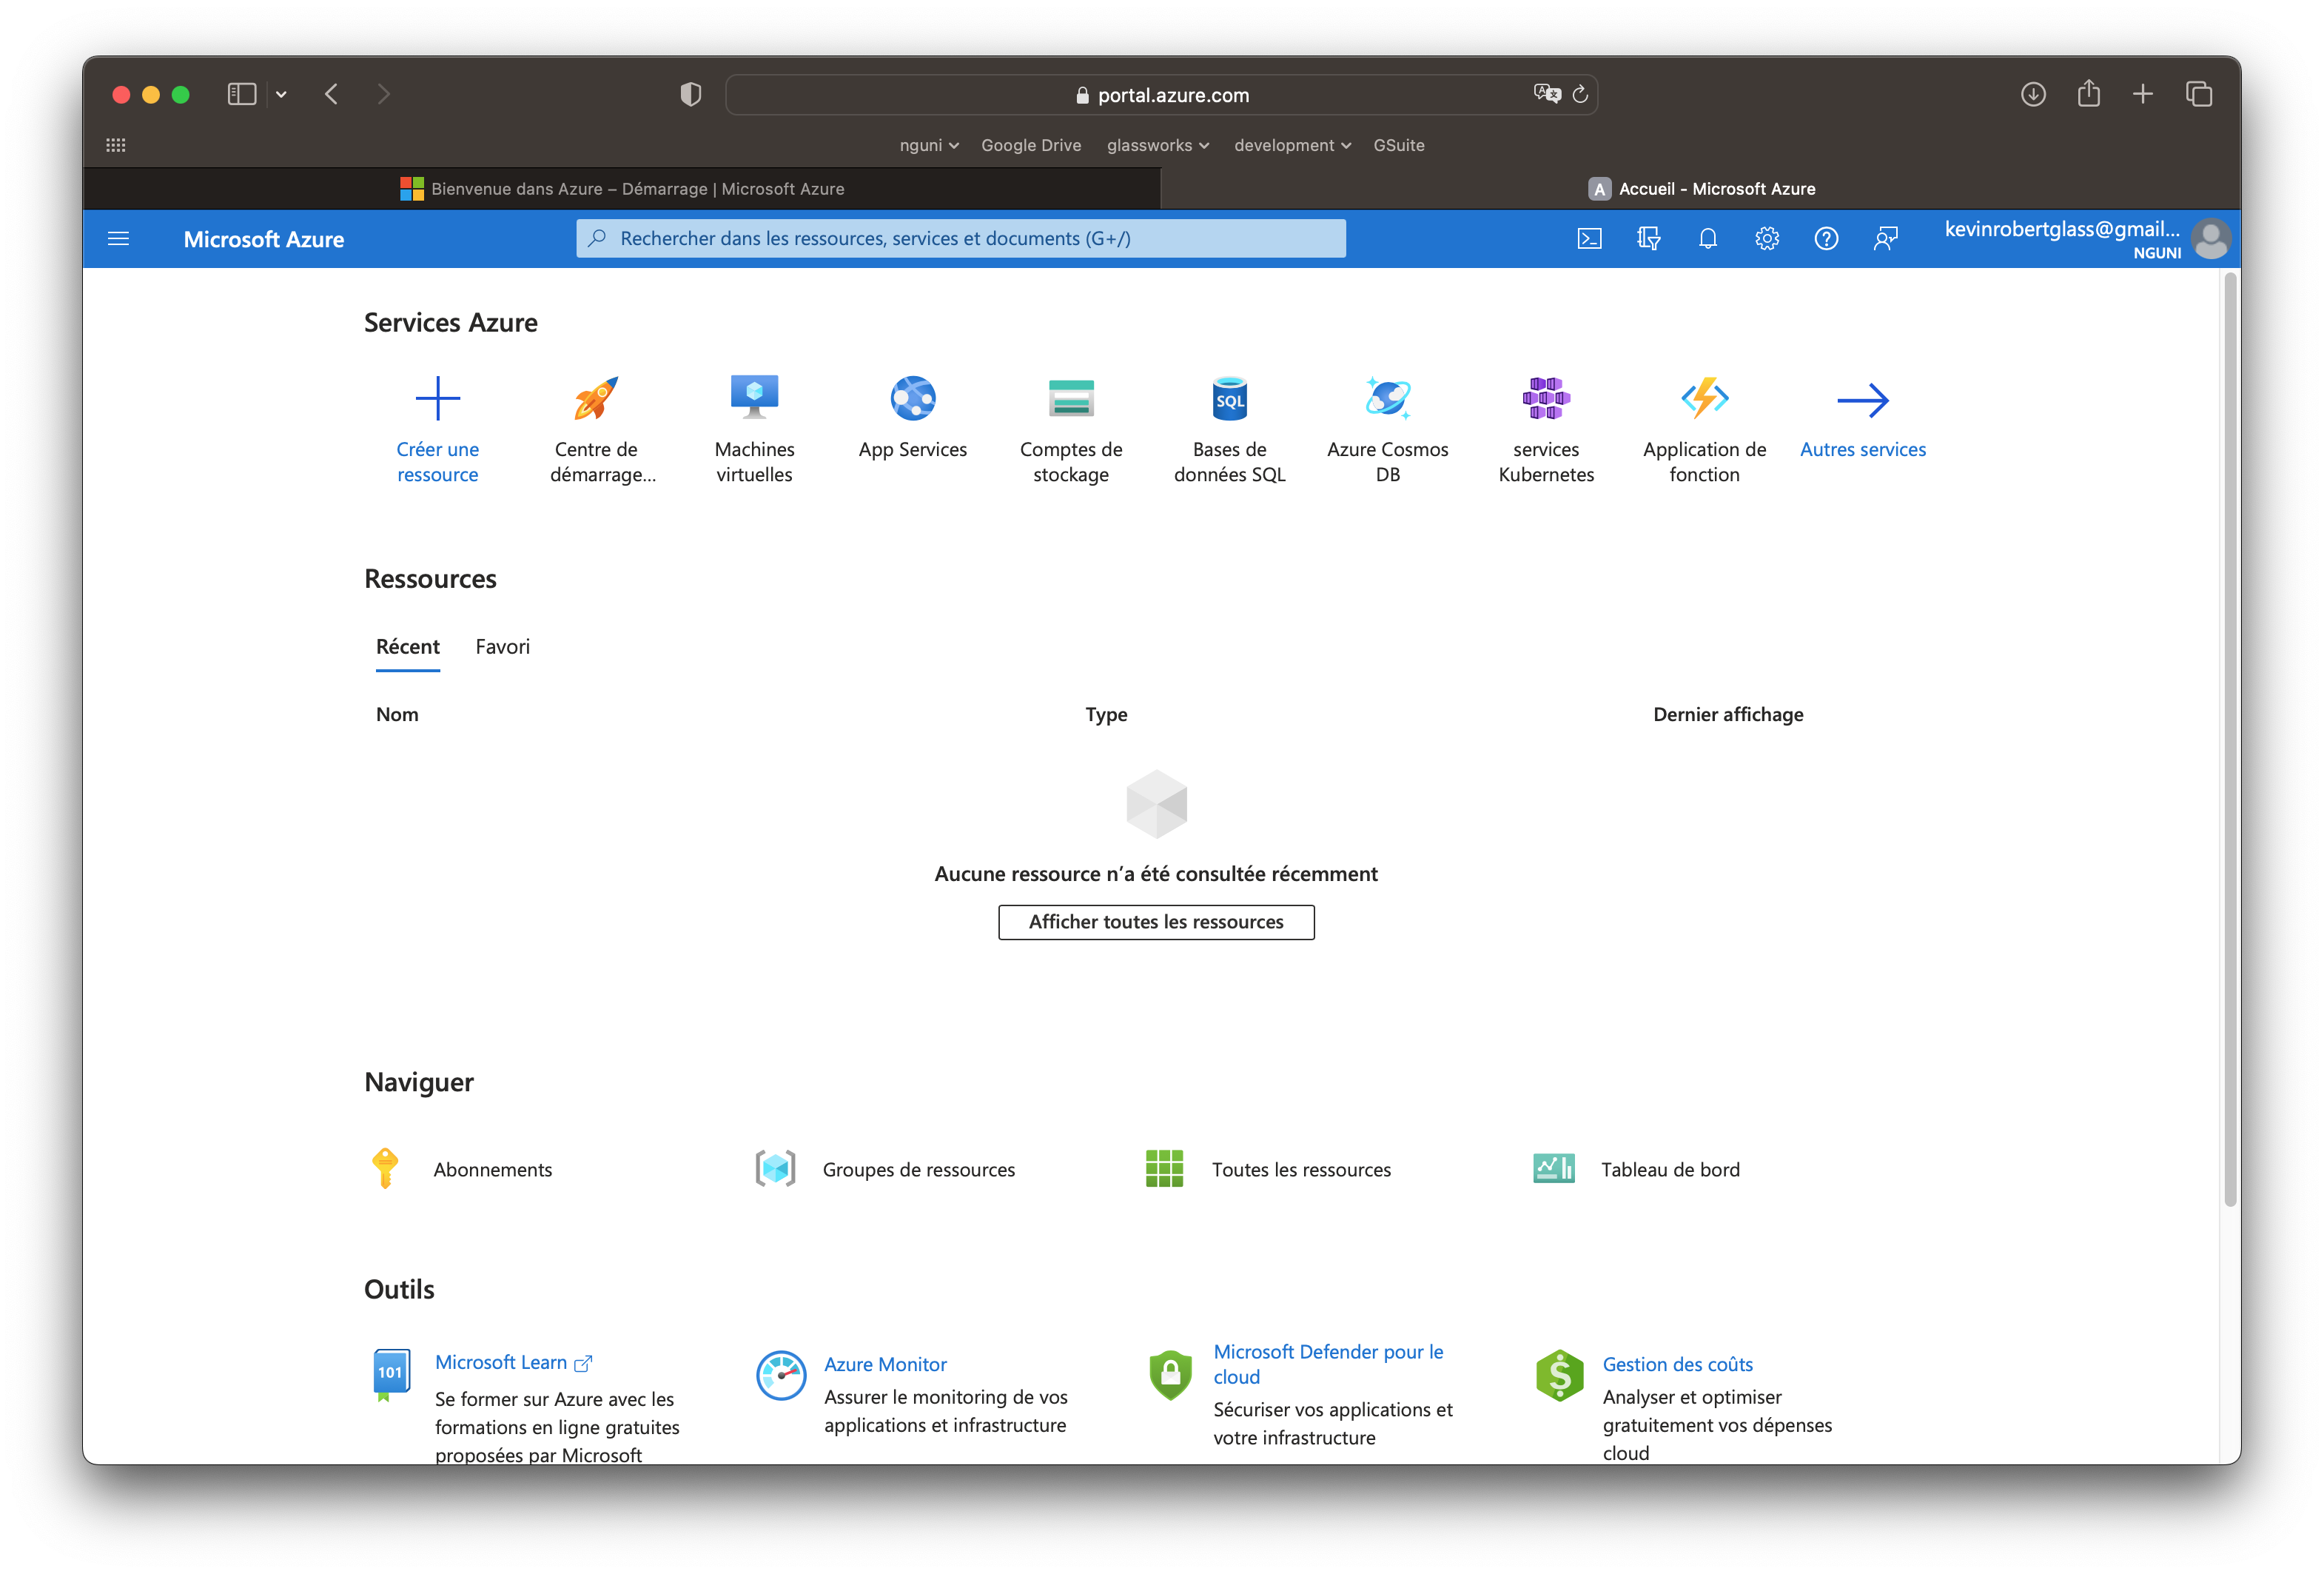 portal.azure.com
nguni
Google Drive
glassworks
development
GSuite
Bienvenue dans Azure – Démarrage | Microsoft Azure
A Accueil - Microsoft Azure
Microsoft Azure
Rechercher dans les ressources, services et documents (G+/)
kevinrobertglass@gmail...
NGUNI
Services Azure
Créer une
ressource
Centre de
démarrage...
Machines
virtuelles
App Services
Comptes de
stockage
SQL
Bases de
données SQL
Azure Cosmos
DB
services
Kubernetes
Application de
fonction
Autres services
Ressources
Récent
Favori
Nom
Type
Dernier affichage
Aucune ressource n’a été consultée récemment
Afficher toutes les ressources
Naviguer
Abonnements
Groupes de ressources
Toutes les ressources
Tableau de bord
Outils
101
Microsoft Learn
Se former sur Azure avec les
formations en ligne gratuites
proposées par Microsoft
Azure Monitor
Assurer le monitoring de vos
applications et infrastructure
Microsoft Defender pour le
cloud
Sécuriser vos applications et
votre infrastructure
$
Gestion des coûts
Analyser et optimiser
gratuitement vos dépenses
cloud